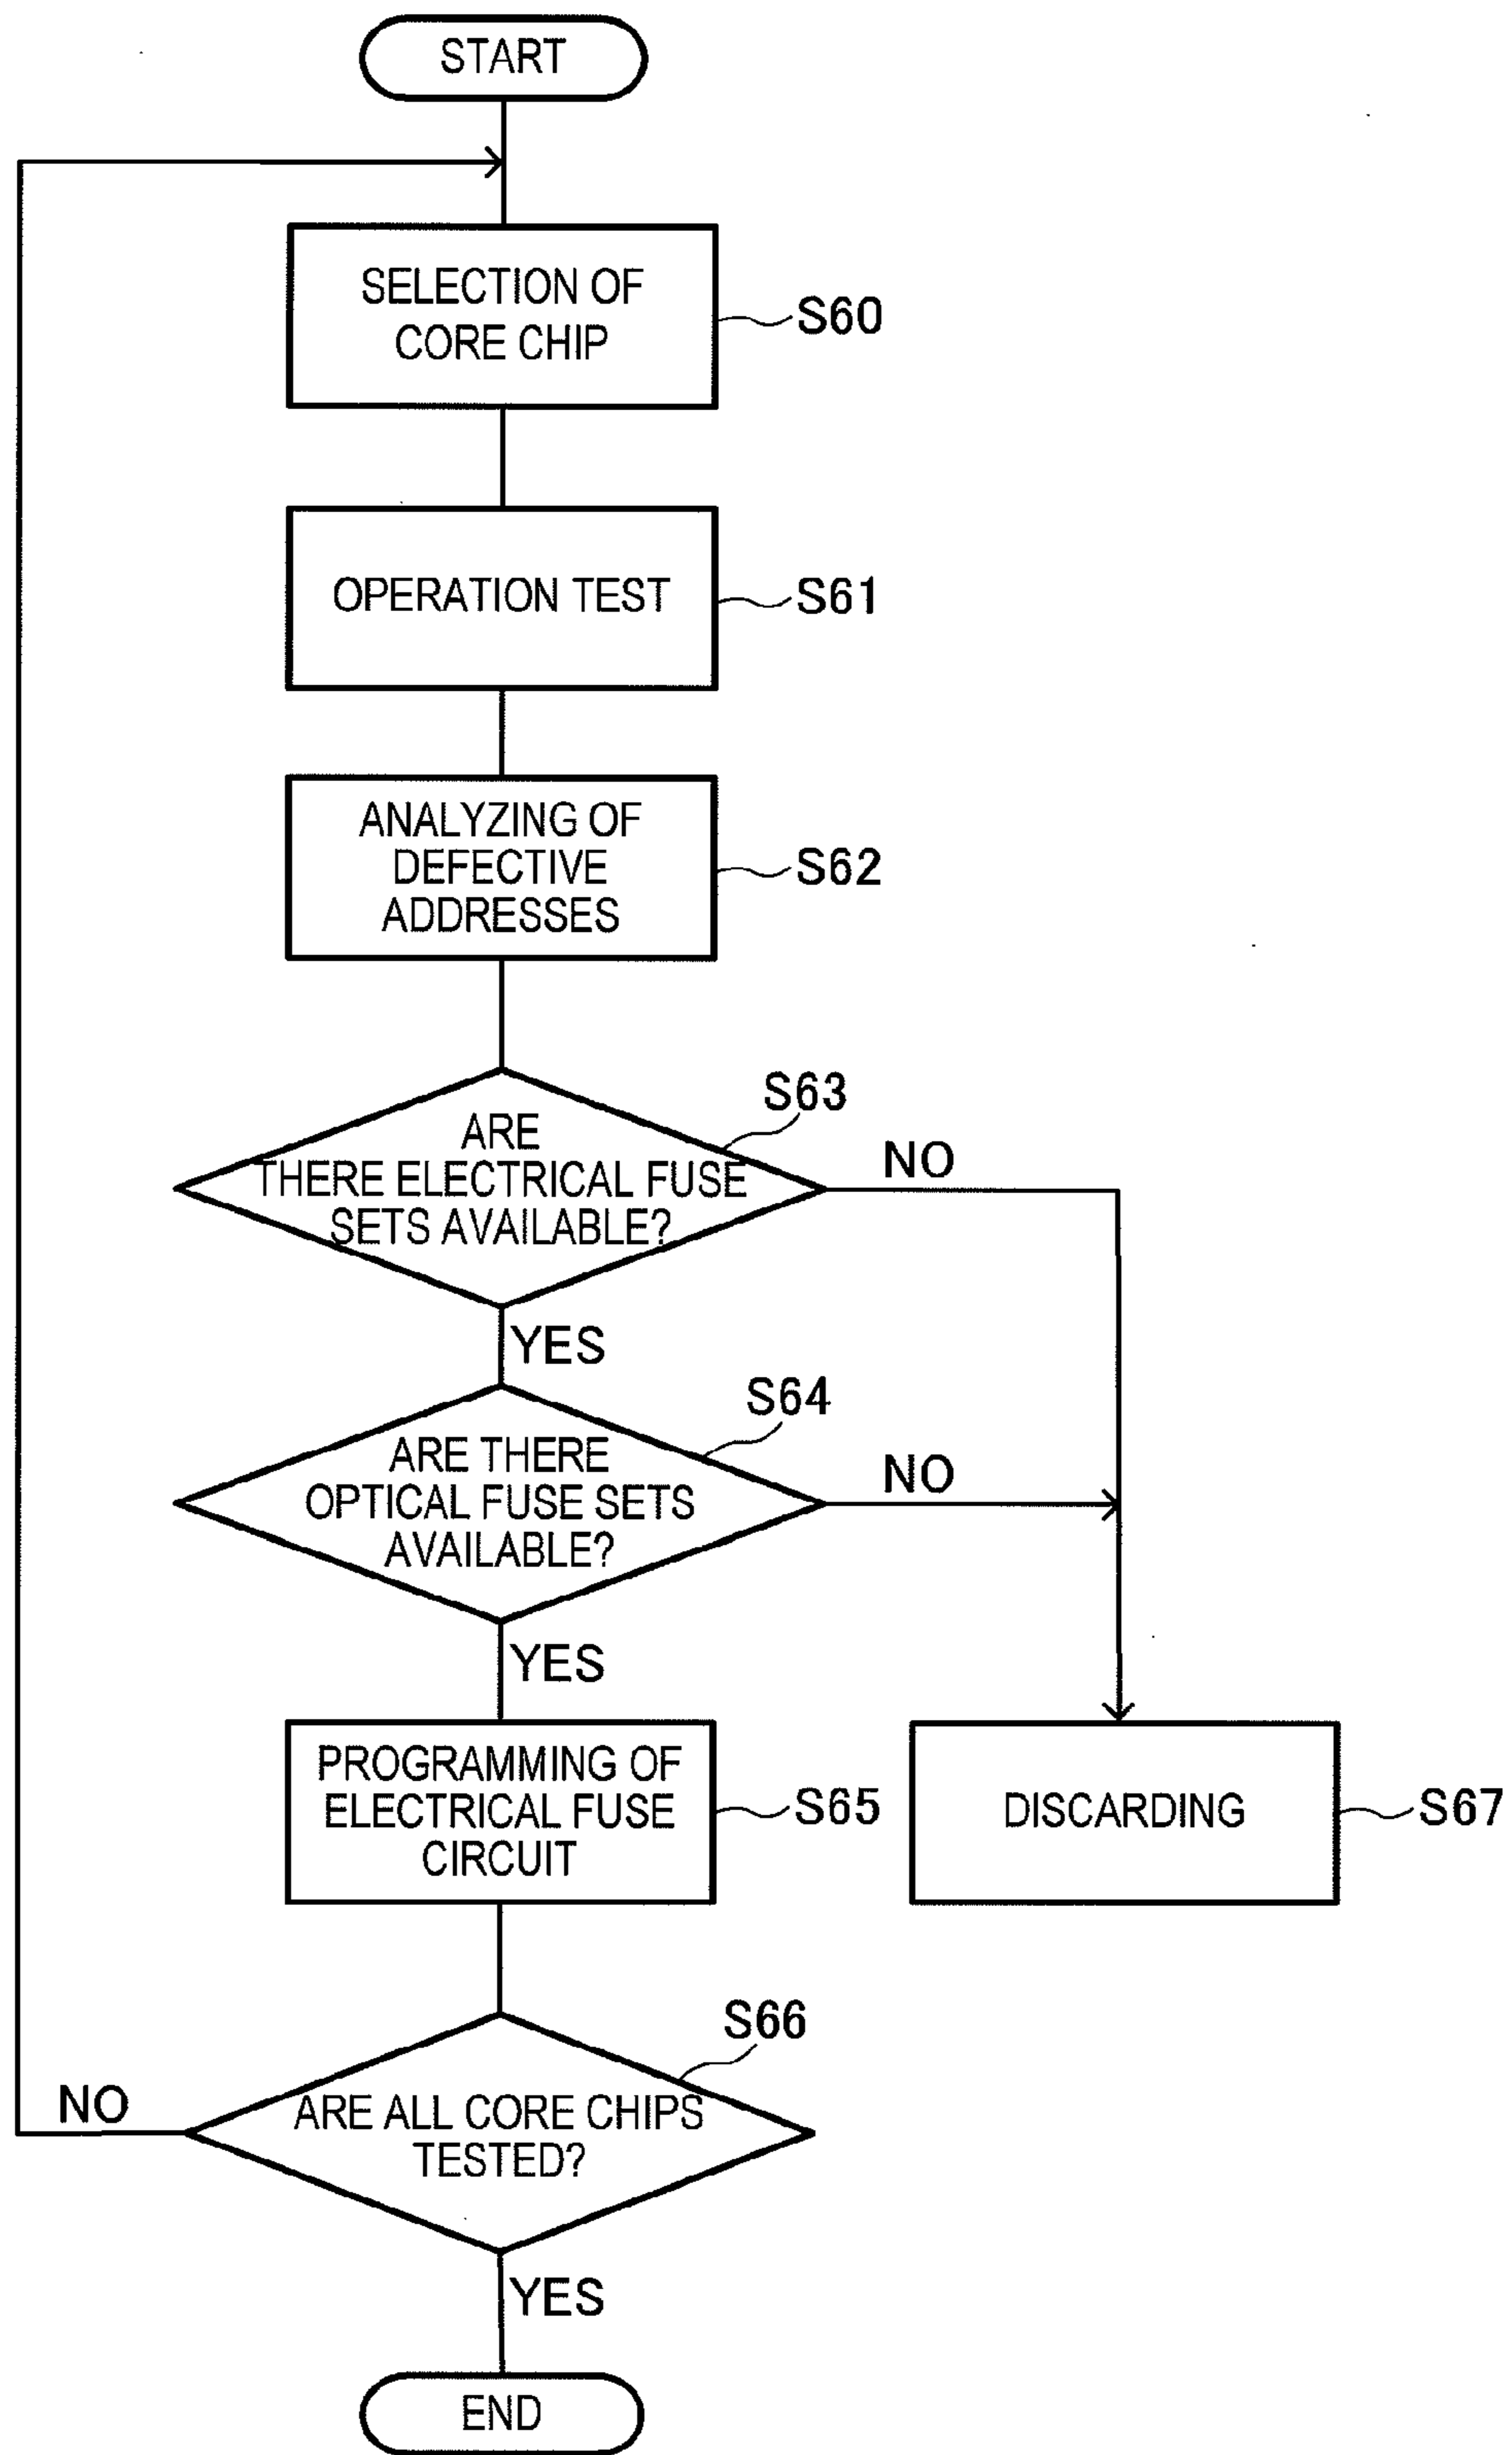 START
SELECTION OF
CORE CHIP
S60
OPERATION TEST
S61
ANALYZING OF
DEFECTIVE
ADDRESSES
S62
S63
ARE
THERE ELECTRICAL FUSE
SETS AVAILABLE?
NO
YES
S64
ARE THERE
OPTICAL FUSE SETS
AVAILABLE?
NO
YES
PROGRAMMING OF
ELECTRICAL FUSE
CIRCUIT
S65
DISCARDING
S67
S66
ARE ALL CORE CHIPS
TESTED?
NO
YES
END